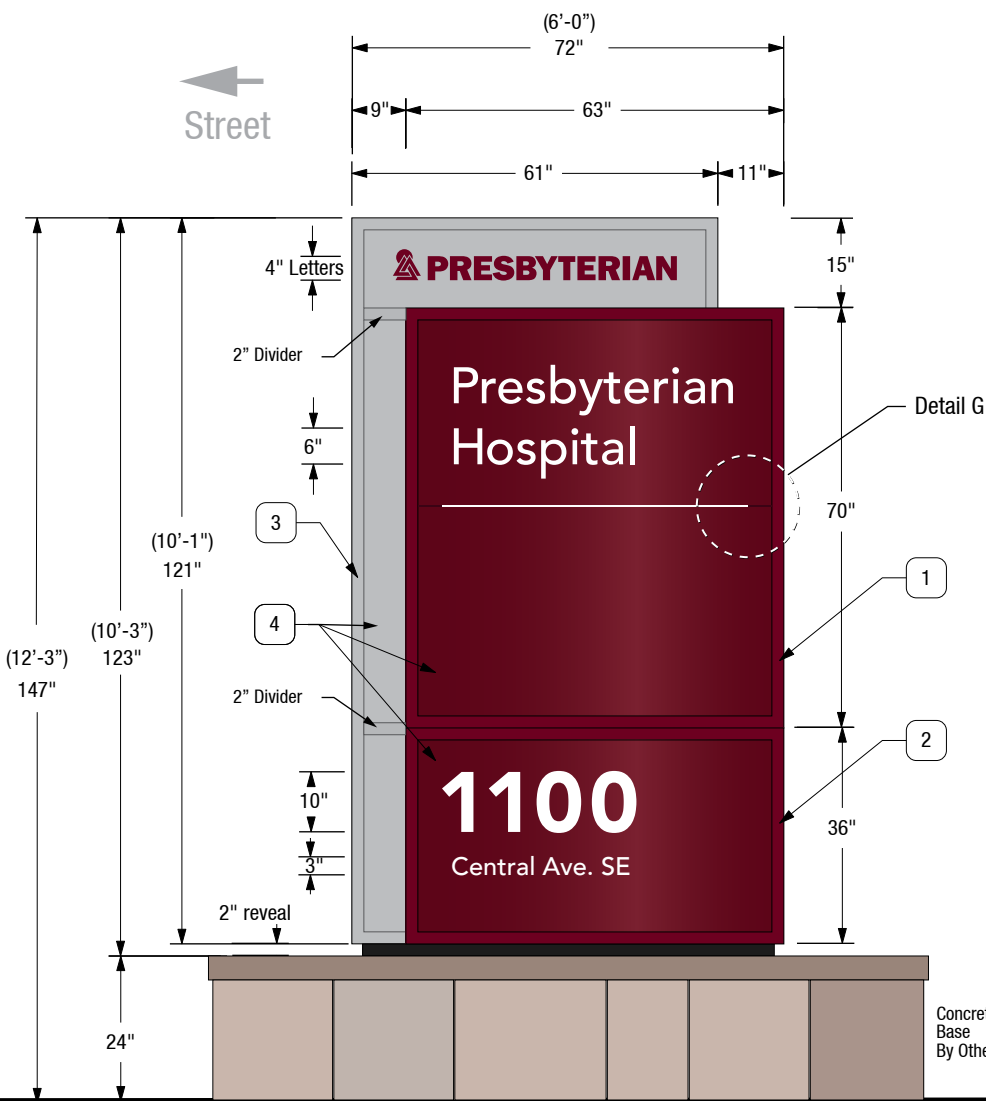 (6’-0”)
72"
Street
9"
63"
61"
11"
4" Letters
PRESBYTERIAN
15"
2” Divider
Presbyterian
Hospital
Detail G
6"
70"
3
(10’-1")
121"
1
4
(10’-3”)
123"
(12’-3”)
147"
2” Divider
2
10"
1100
36"
3"
Central Ave. SE
2" reveal
24"
Base
By